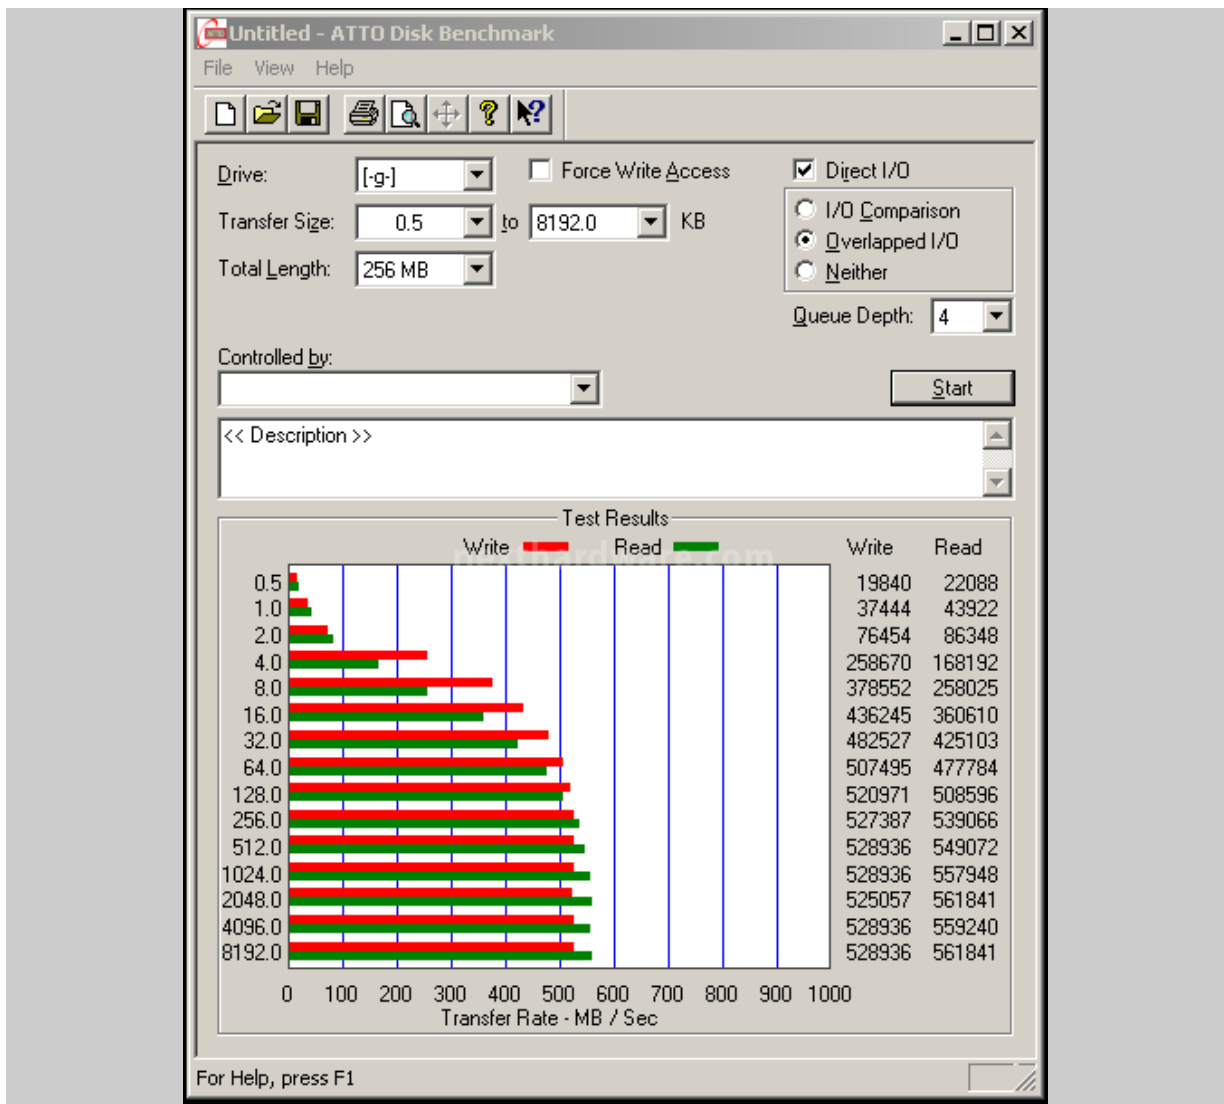 ATTO Untitled - ATTO Disk Benchmark
File View Help
Drive: [-g-] Force Write Access Direct I/O
Transfer Size: 0.5 to 8192.0 KB I/O Comparison
Overlapped I/O
Total Length: 256 MB Neither
Queue Depth: 4
Controlled by:
Start
<< Description >>
Test Results
Write Read Write Read
nexthardware.com
0.5 19840 22088
1.0 37444 43922
2.0 76454 86348
4.0 258670 168192
8.0 378552 258025
16.0 436245 360610
32.0 482527 425103
64.0 507495 477784
128.0 520971 508596
256.0 527387 539066
512.0 528936 549072
1024.0 528936 557948
2048.0 525057 561841
4096.0 528936 559240
8192.0 528936 561841
0 100 200 300 400 500 600 700 800 900 1000
Transfer Rate - MB / Sec
For Help, press F1